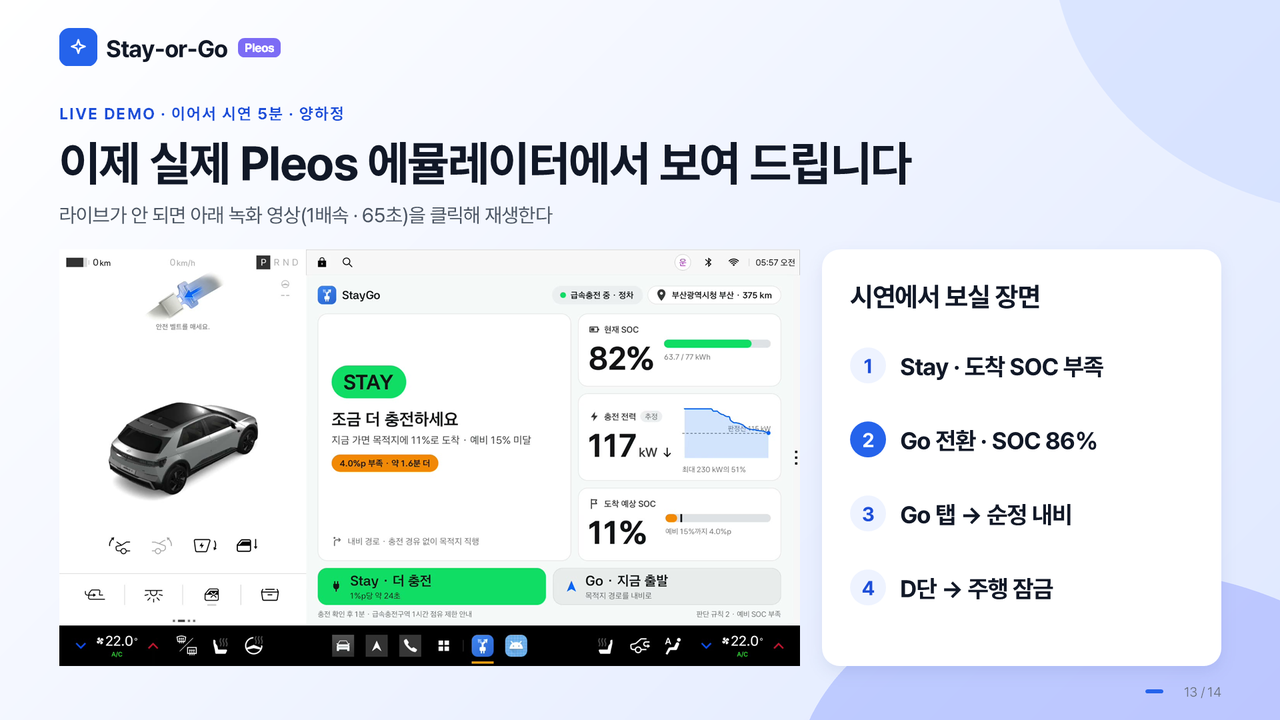 Stay-or-Go Pleos
LIVE DEMO · 이어서 시연 5분 · 양하정
이제 실제 Pleos 에뮬레이터에서 보여 드립니다
라이브가 안 되면 아래 녹화 영상(1배속 · 65초)을 클릭해 재생한다
0km 0km/h P R N D
--
안전 벨트를 매세요.
운 05:57 오전
StayGo 급속충전 중 · 정차 부산광역시청 부산 · 375 km
STAY
조금 더 충전하세요
지금 가면 목적지에 11%로 도착 · 예비 15% 미달
4.0%p 부족 · 약 1.6분 더
내비 경로 · 충전 경유 없이 목적지 직행
현재 SOC
82%
63.7 / 77 kWh
충전 전력 추정
판정선 115 kW
117 kW ↓
최대 230 kW의 51%
도착 예상 SOC
11%
예비 15%까지 4.0%p
Stay · 더 충전
1%p당 약 24초
Go · 지금 출발
목적지 경로를 내비로
충전 확인 후 1분 · 급속충전구역 1시간 점유 제한 안내
판단 규칙 2 · 예비 SOC 부족
22.0° A/C
A
22.0° A/C
시연에서 보실 장면
1 Stay · 도착 SOC 부족
2 Go 전환 · SOC 86%
3 Go 탭 → 순정 내비
4 D단 → 주행 잠금
13 / 14